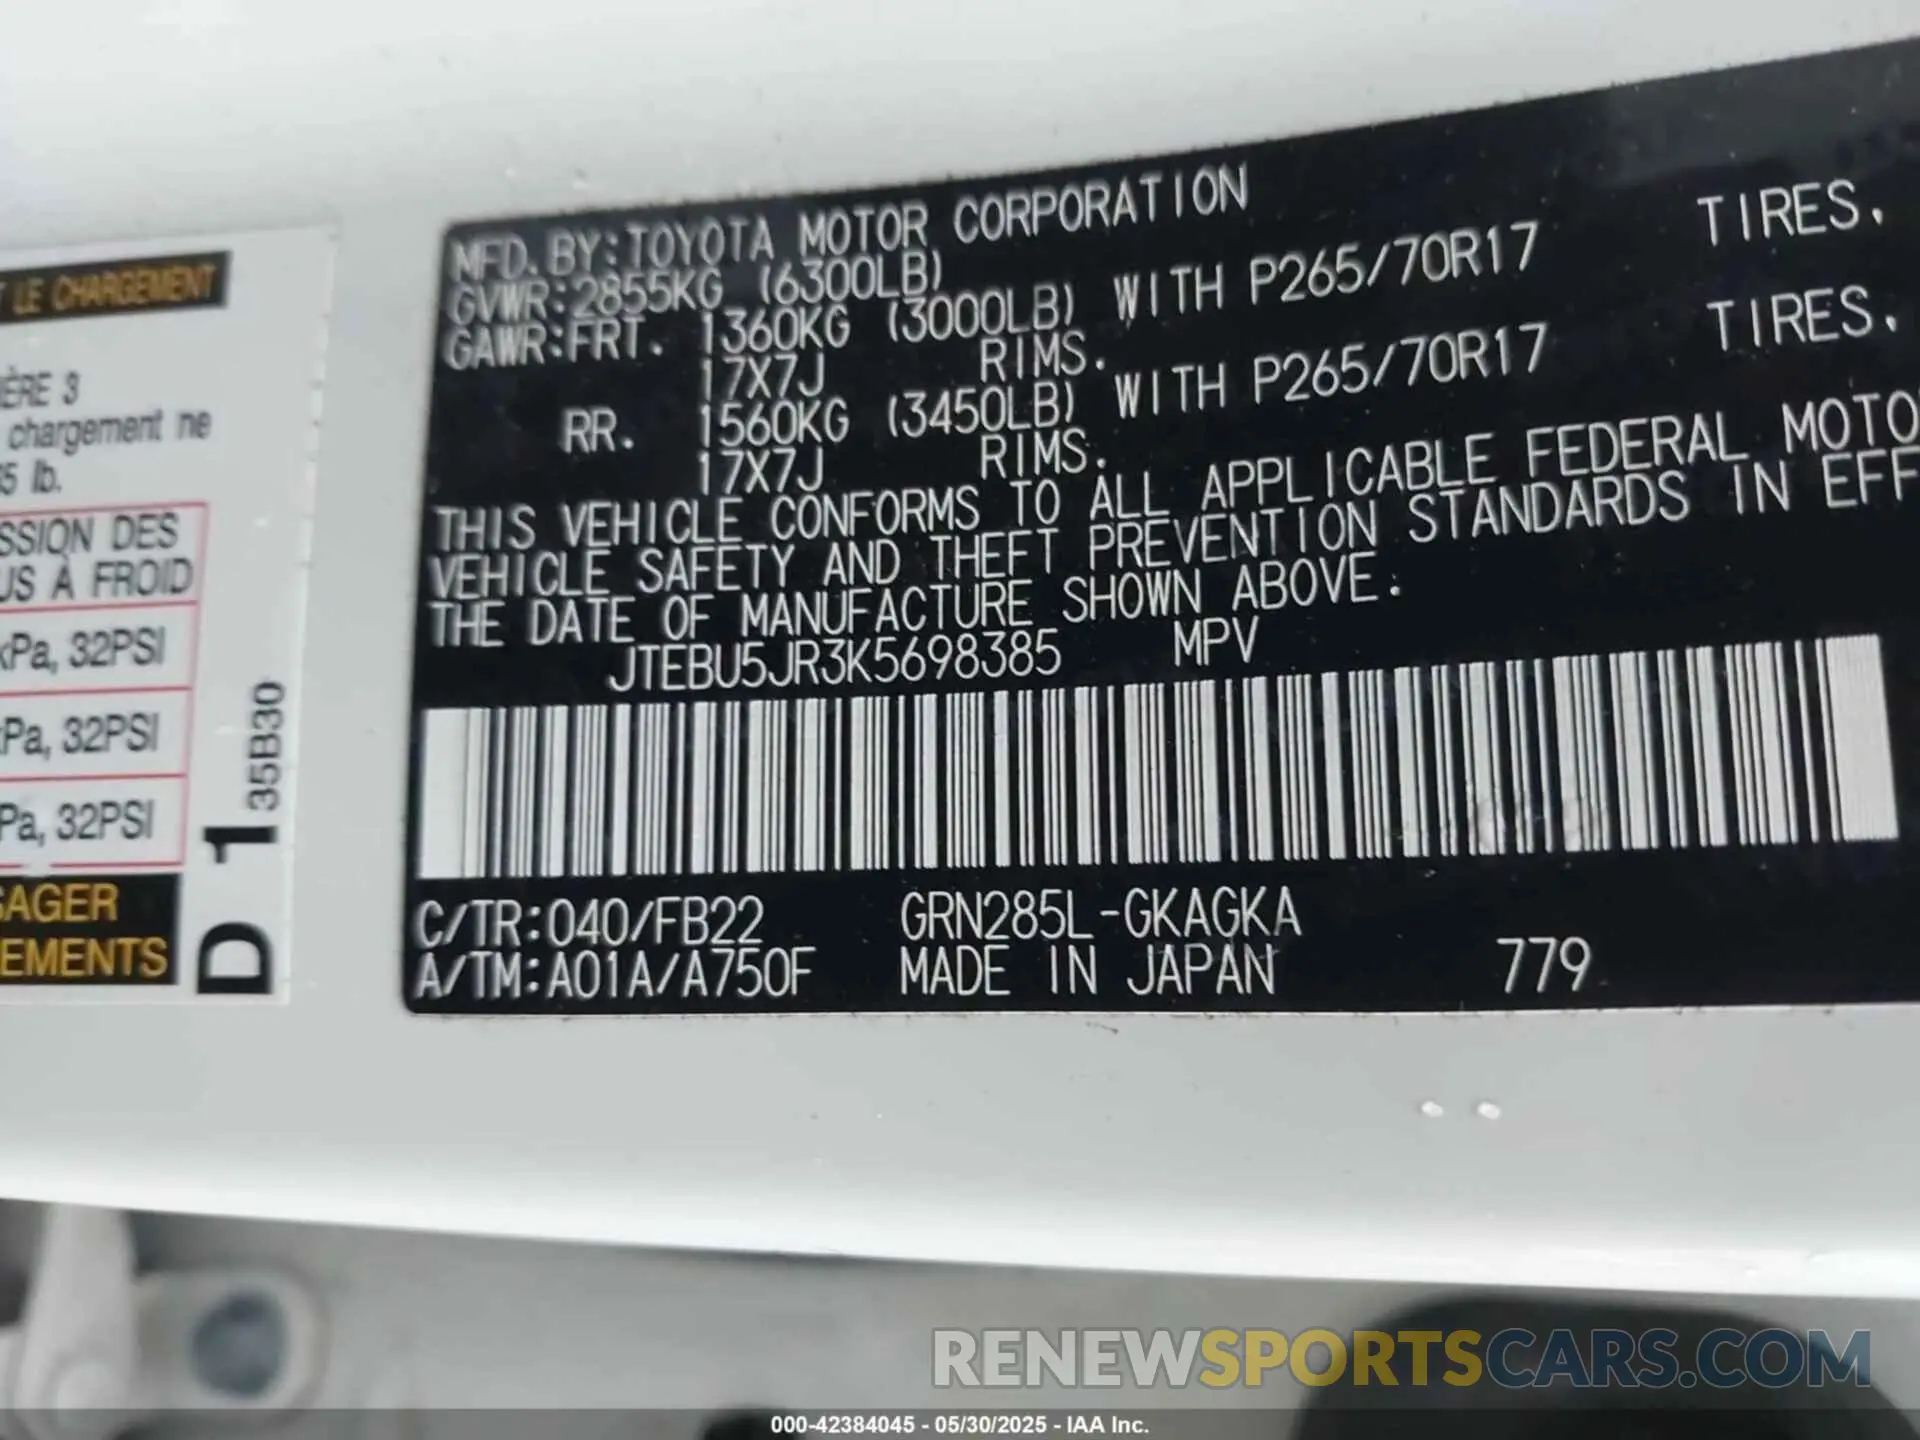 MFD. BY:TOYOTA MOTOR CORPORATION
GVWR:2855KG (6300LB)
GAWR:FRT. 1360KG (3000LB) WITH P265/70R17 TIRES,
17X7J RIMS.
RR. 1560KG (3450LB) WITH P265/70R17 TIRES,
17X7J RIMS.
THIS VEHICLE CONFORMS TO ALL APPLICABLE FEDERAL MOTO
VEHICLE SAFETY AND THEFT PREVENTION STANDARDS IN EFF
THE DATE OF MANUFACTURE SHOWN ABOVE.
JTEBU5JR3K5698385 MPV
C/TR:040/FB22 GRN285L-GKAGKA
A/TM:A01A/A750F MADE IN JAPAN 779
LE CHARGEMENT
IÈRE 3
chargement ne
35 lb.
SSION DES
US À FROID
kPa, 32PSI
kPa, 32PSI
Pa, 32PSI
SAGER
EMENTS
D 1 35B30
RENEWSPORTSCARS.COM
000-42384045 - 05/30/2025 - IAA Inc.